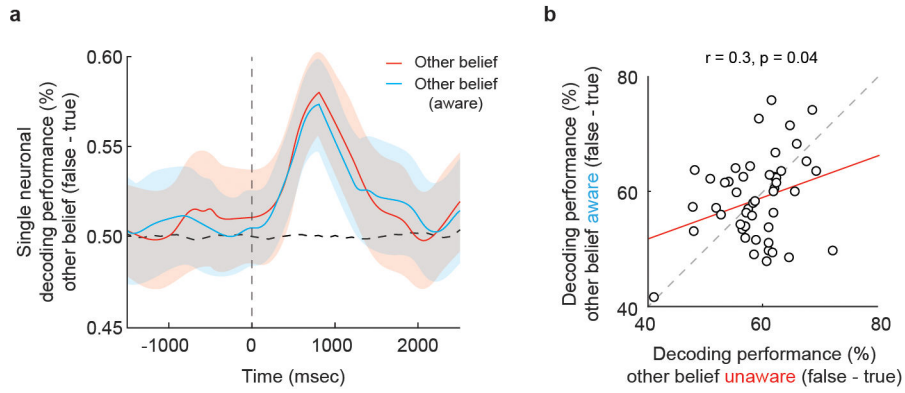 a
Single neuronal
decoding performance (%)
other belief (false - true)
0.60
0.55
0.50
0.45
-1000
0
1000
2000
Time (msec)
Other belief
Other belief
(aware)
b
r = 0.3, p = 0.04
Decoding performance (%)
other belief aware (false - true)
80
60
40
40
60
80
Decoding performance (%)
other belief unaware (false - true)